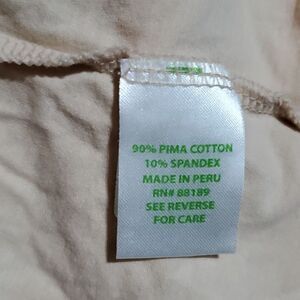 90% PIMA COTTON
10% SPANDEX
MADE IN PERU
RN# 88189
SEE REVERSE
FOR CARE